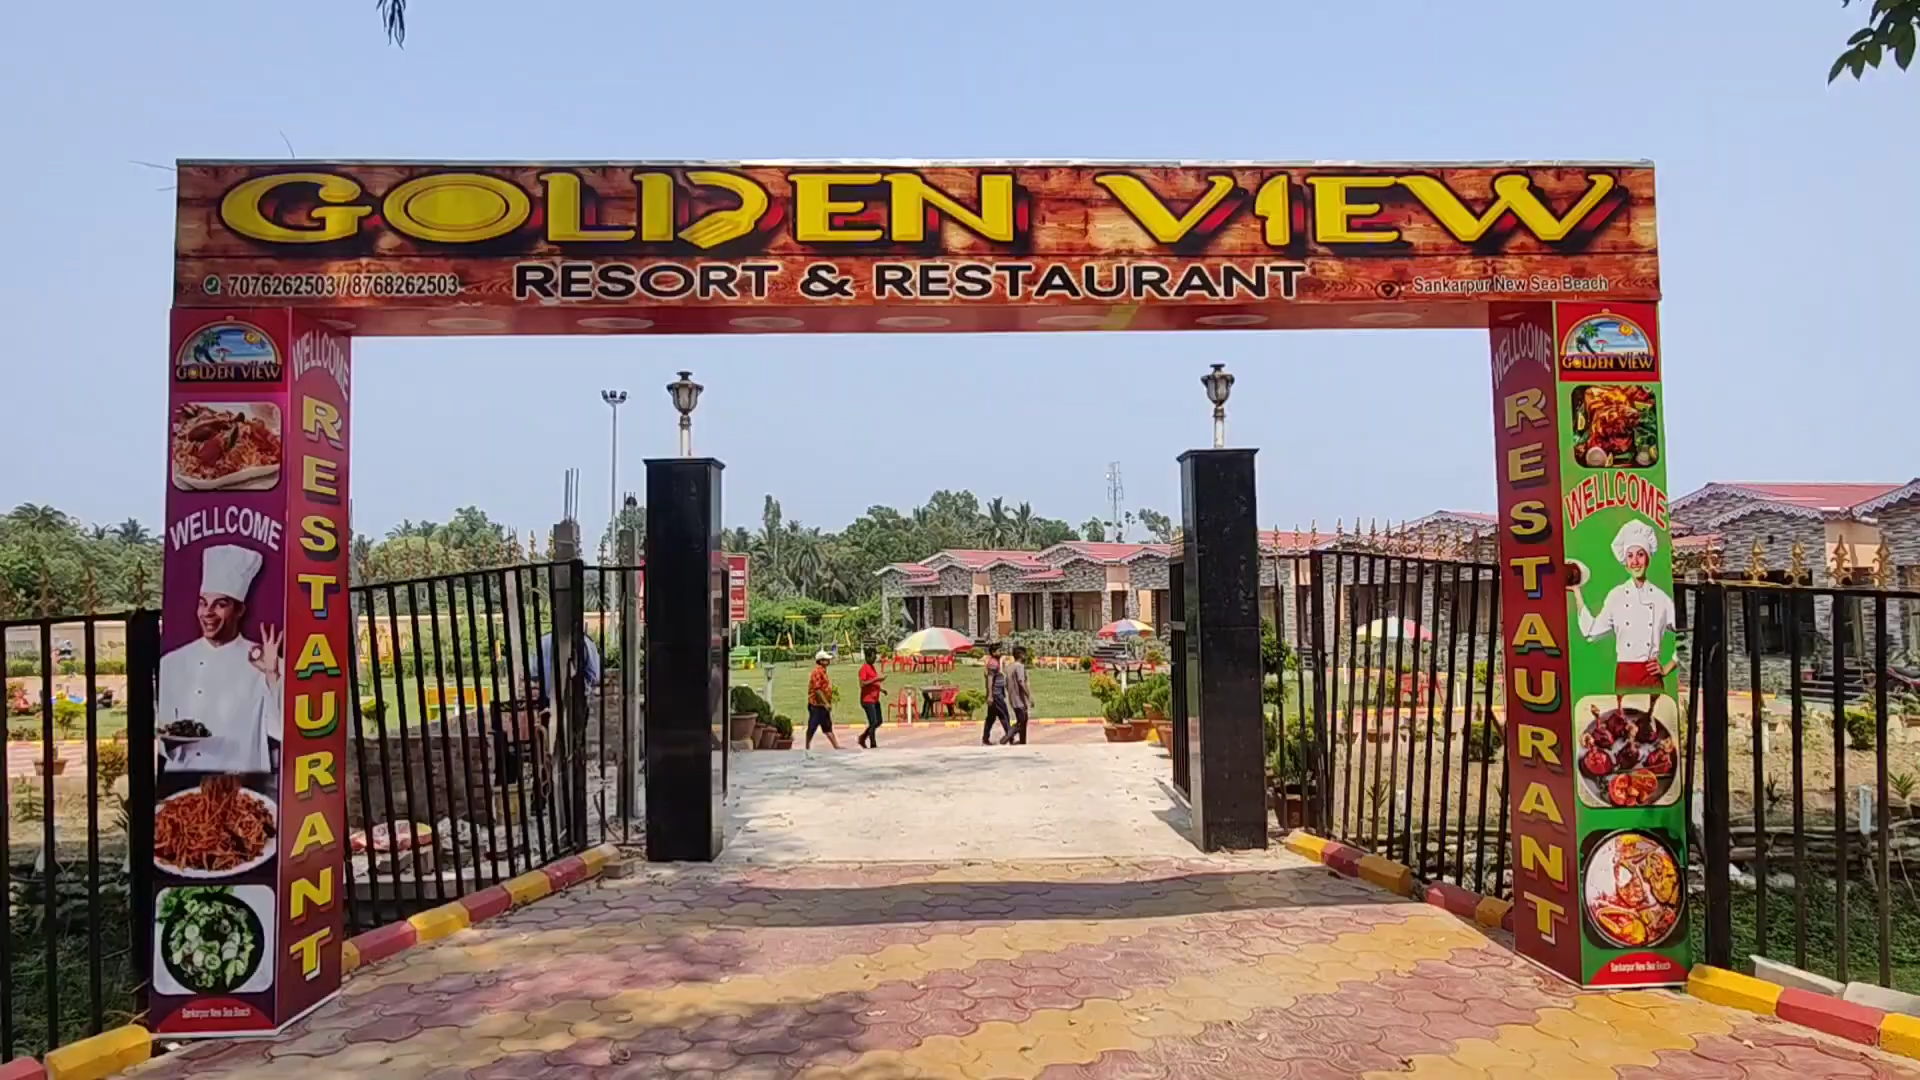 GOLDEN VIEW
7076262503 / 8768262503
RESORT & RESTAURANT
Sankarpur New Sea Beach
GOLDEN VIEW
WELLCOME
Sankarpur New Sea Beach
WELLCOME
RESTAURANT
WELLCOME
RESTAURANT
GOLDEN VIEW
WELLCOME
Sankarpur New Sea Beach